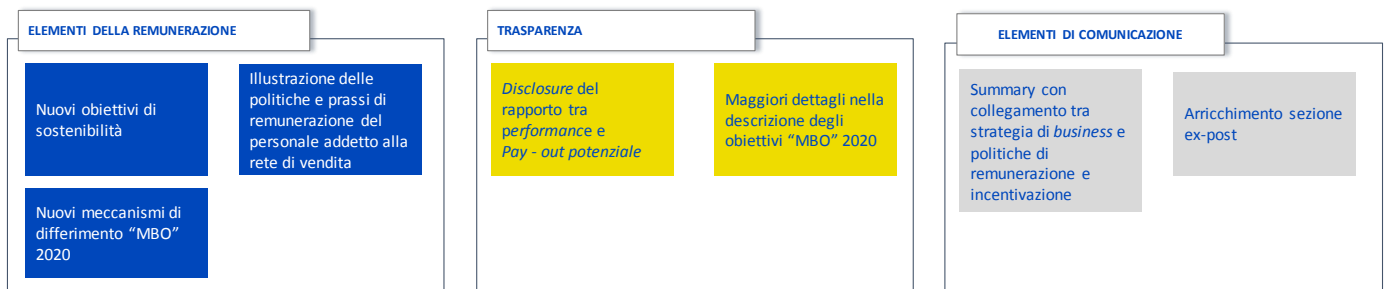 ELEMENTI DELLA REMUNERAZIONE
Nuovi obiettivi di
sostenibilità
Illustrazione delle
politiche e prassi di
remunerazione del
personale addetto alla
rete di vendita
Nuovi meccanismi di
differimento “MBO”
2020
TRASPARENZA
Disclosure del
rapporto tra
performance e
Pay - out potenziale
Maggiori dettagli nella
descrizione degli
obiettivi “MBO” 2020
ELEMENTI DI COMUNICAZIONE
Summary con
collegamento tra
strategia di business e
politiche di
remunerazione e
incentivazione
Arricchimento sezione
ex-post